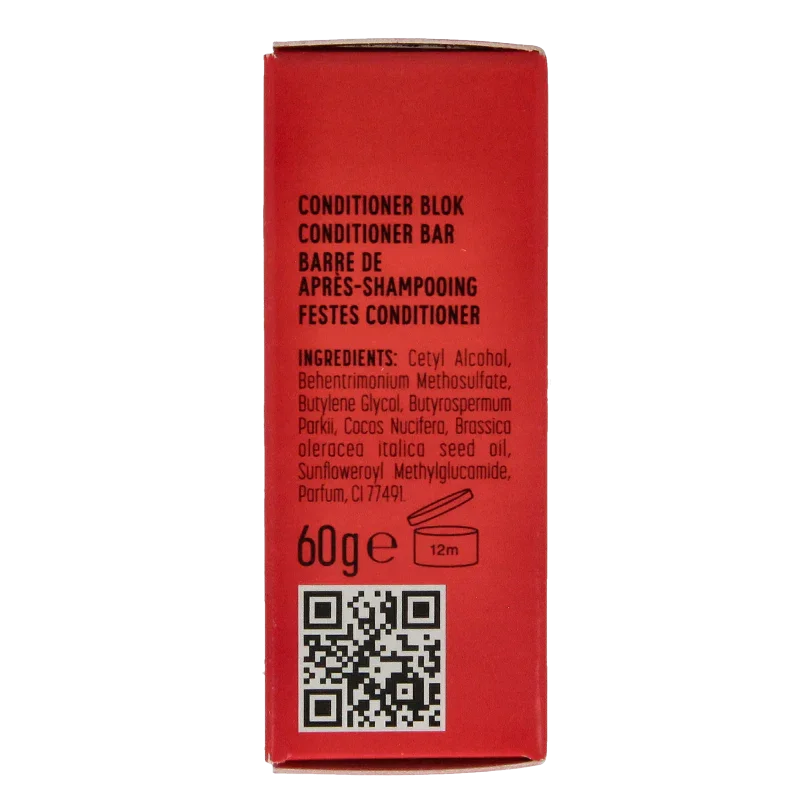 CONDITIONER BLOK
CONDITIONER BAR
BARRE DE
APRÈS-SHAMPOOING
FESTES CONDITIONER
INGREDIENTS: Cetyl Alcohol,
Behentrimonium Methosulfate,
Butylene Glycol, Butyrospermum
Parkii, Cocos Nucifera, Brassica
oleracea italica seed oil,
Sunfloweroyl Methylglucamide,
Parfum, CI 77491.
60g e
12m